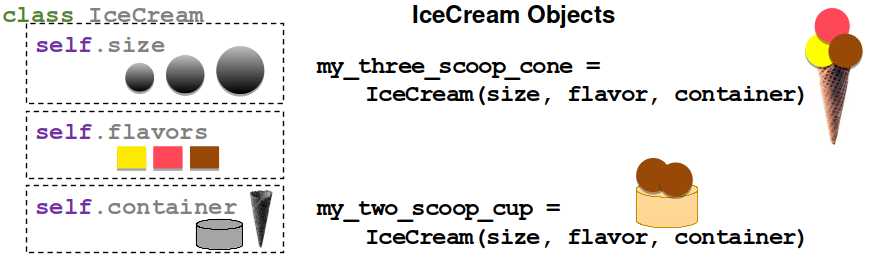 class IceCream
self.size
self.flavors
self.container
IceCream Objects
my_three_scoop_cone =
IceCream(size, flavor, container)
my_two_scoop_cup =
IceCream(size, flavor, container)